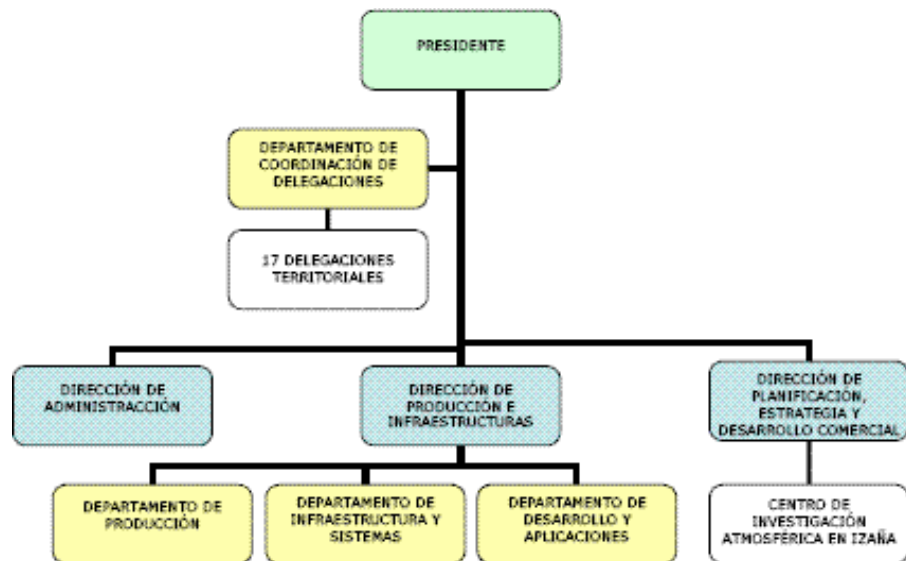 PRESIDENTE
DEPARTAMENTO DE
COORDINACIÓN DE
DELEGACIONES
17 DELEGACIONES
TERRITORIALES
DIRECCIÓN DE
ADMINISTRACCIÓN
DIRECCIÓN DE
PRODUCCIÓN E
INFRAESTRUCTURAS
DIRECCIÓN DE
PLANIFICACIÓN,
ESTRATEGIA Y
DESARROLLO COMERCIAL
DEPARTAMENTO DE
PRODUCCIÓN
DEPARTAMENTO DE
INFRAESTRUCTURA Y
SISTEMAS
DEPARTAMENTO DE
DESARROLLO Y
APLICACIONES
CENTRO DE
INVESTIGACIÓN
ATMOSFÉRICA EN IZAÑA